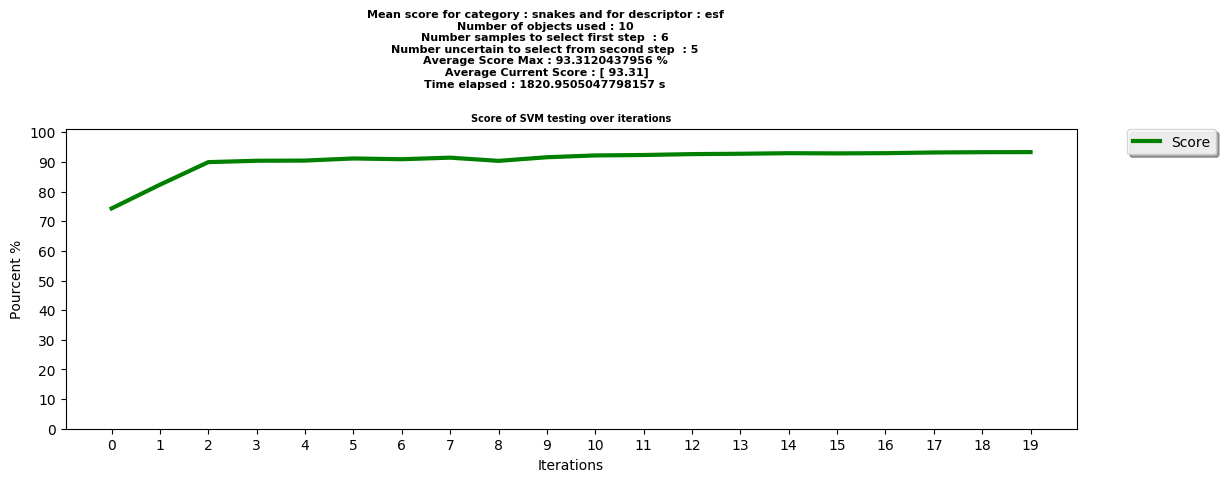 Mean score for category : snakes and for descriptor : esf
Number of objects used : 10
Number samples to select first step  : 6
Number uncertain to select from second step  : 5
Average Score Max : 93.3120437956 %
Average Current Score : [ 93.31]
Time elapsed : 1820.9505047798157 s
Score of SVM testing over iterations
Score
100
90
80
70
60
50
40
30
20
10
0
Pourcent %
0 1 2 3 4 5 6 7 8 9 10 11 12 13 14 15 16 17 18 19
Iterations